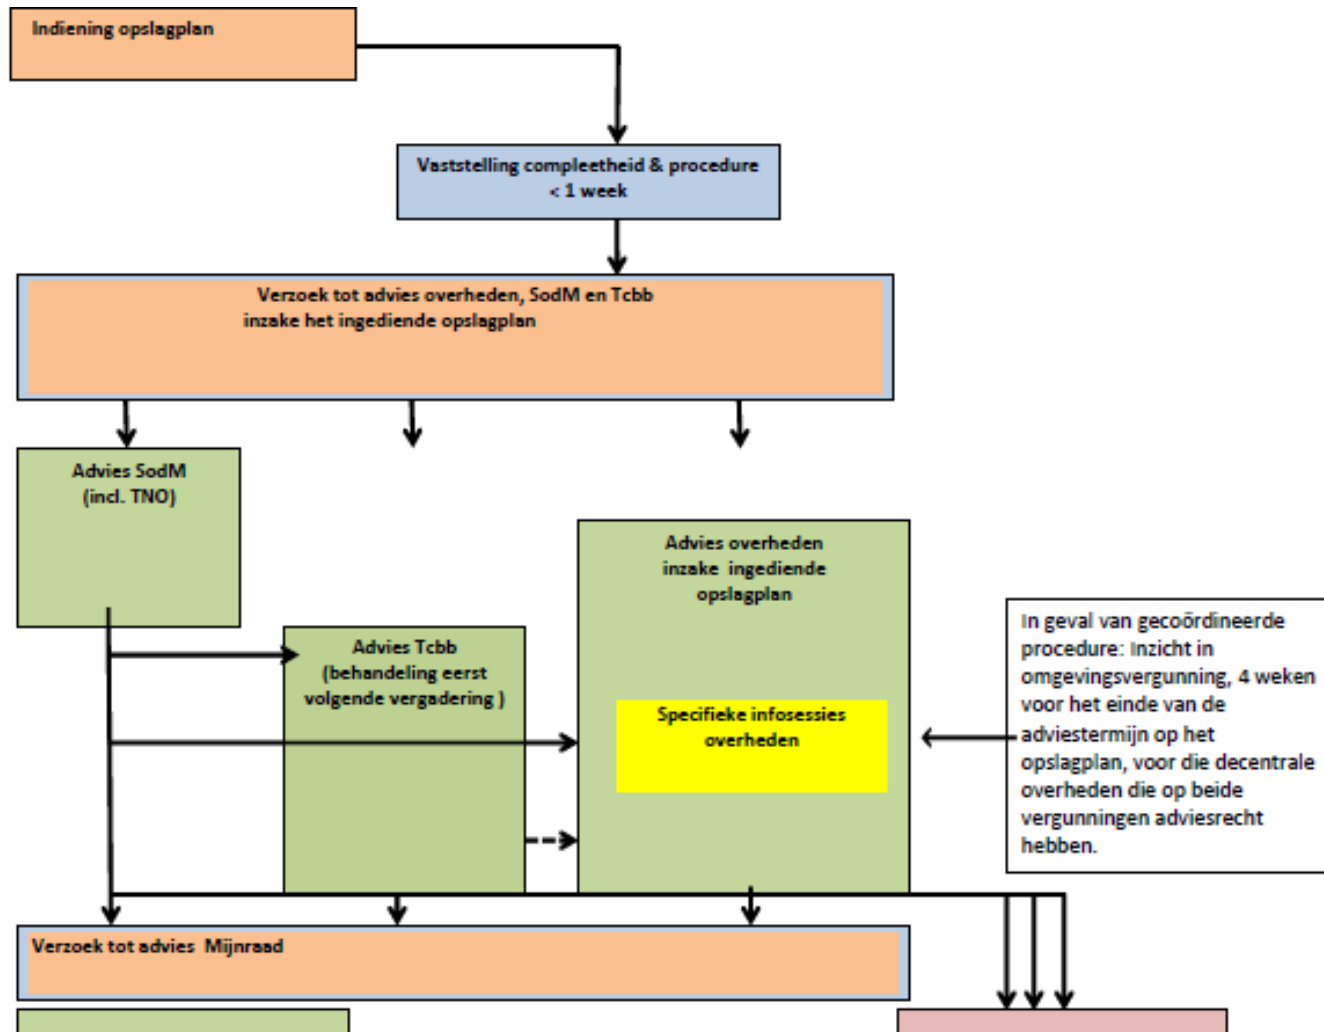 Indiening opslagplan
Vaststelling compleetheid & procedure
< 1 week
Verzoek tot advies overheden, SodM en Tcbb
inzake het ingediende opslagplan
Advies SodM
(incl. TNO)
Advies overheden
inzake ingediende
opslagplan
Advies Tcbb
(behandeling eerst
volgende vergadering )
Specifieke infosessies
overheden
In geval van gecoördineerde
procedure: Inzicht in
omgevingsvergunning, 4 weken
voor het einde van de
adviestermijn op het
opslagplan, voor die decentrale
overheden die op beide
vergunningen adviesrecht
hebben.
Verzoek tot advies Mijnraad